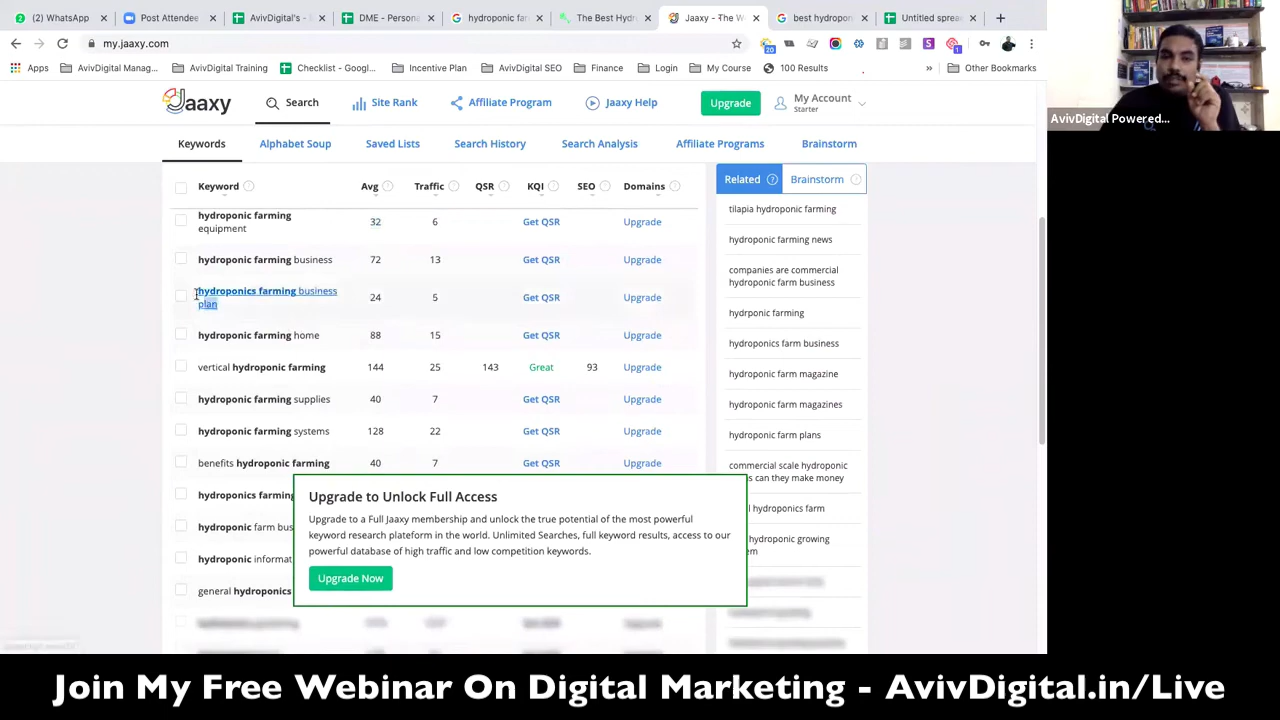 WhatsApp
Post Attendee
AvivDigital's -
DME - Persona
hydroponic far
The Best Hydr
Jaaxy - The W
best hydropon
Untitled sprea
my.jaaxy.com
20
1
Apps
AvivDigital Manag...
AvivDigital Training
Checklist - Googl...
Incentive Plan
AvivDigital SEO
Finance
Login
My Course
100 Results
»
Other Bookmarks
Jaaxy
Search
Site Rank
Affiliate Program
Jaaxy Help
Upgrade
My Account
Starter
AvivDigital Powered...
Keywords
Alphabet Soup
Saved Lists
Search History
Search Analysis
Affiliate Programs
Brainstorm
Keyword Avg Traffic QSR KQI SEO Domains
hydroponic farming
equipment 32 6 Get QSR Upgrade
hydroponic farming business 72 13 Get QSR Upgrade
hydroponics farming business
plan 24 5 Get QSR Upgrade
hydroponic farming home 88 15 Get QSR Upgrade
vertical hydroponic farming 144 25 143 Great 93 Upgrade
hydroponic farming supplies 40 7 Get QSR Upgrade
hydroponic farming systems 128 22 Get QSR Upgrade
benefits hydroponic farming 40 7 Get QSR Upgrade
hydroponics farming
hydroponic farm bus
hydroponic informat
general hydroponics
Upgrade to Unlock Full Access
Upgrade to a Full Jaaxy membership and unlock the true potential of the most powerful
keyword research plateform in the world. Unlimited Searches, full keyword results, access to our
powerful database of high traffic and low competition keywords.
Upgrade Now
Related
Brainstorm
tilapia hydroponic farming
hydroponic farming news
companies are commercial
hydroponic farm business
hydrponic farming
hydroponics farm business
hydroponic farm magazine
hydroponic farm magazines
hydroponic farm plans
commercial scale hydroponic
s can they make money
l hydroponics farm
hydroponic growing
em
Join My Free Webinar On Digital Marketing - AvivDigital.in/Live